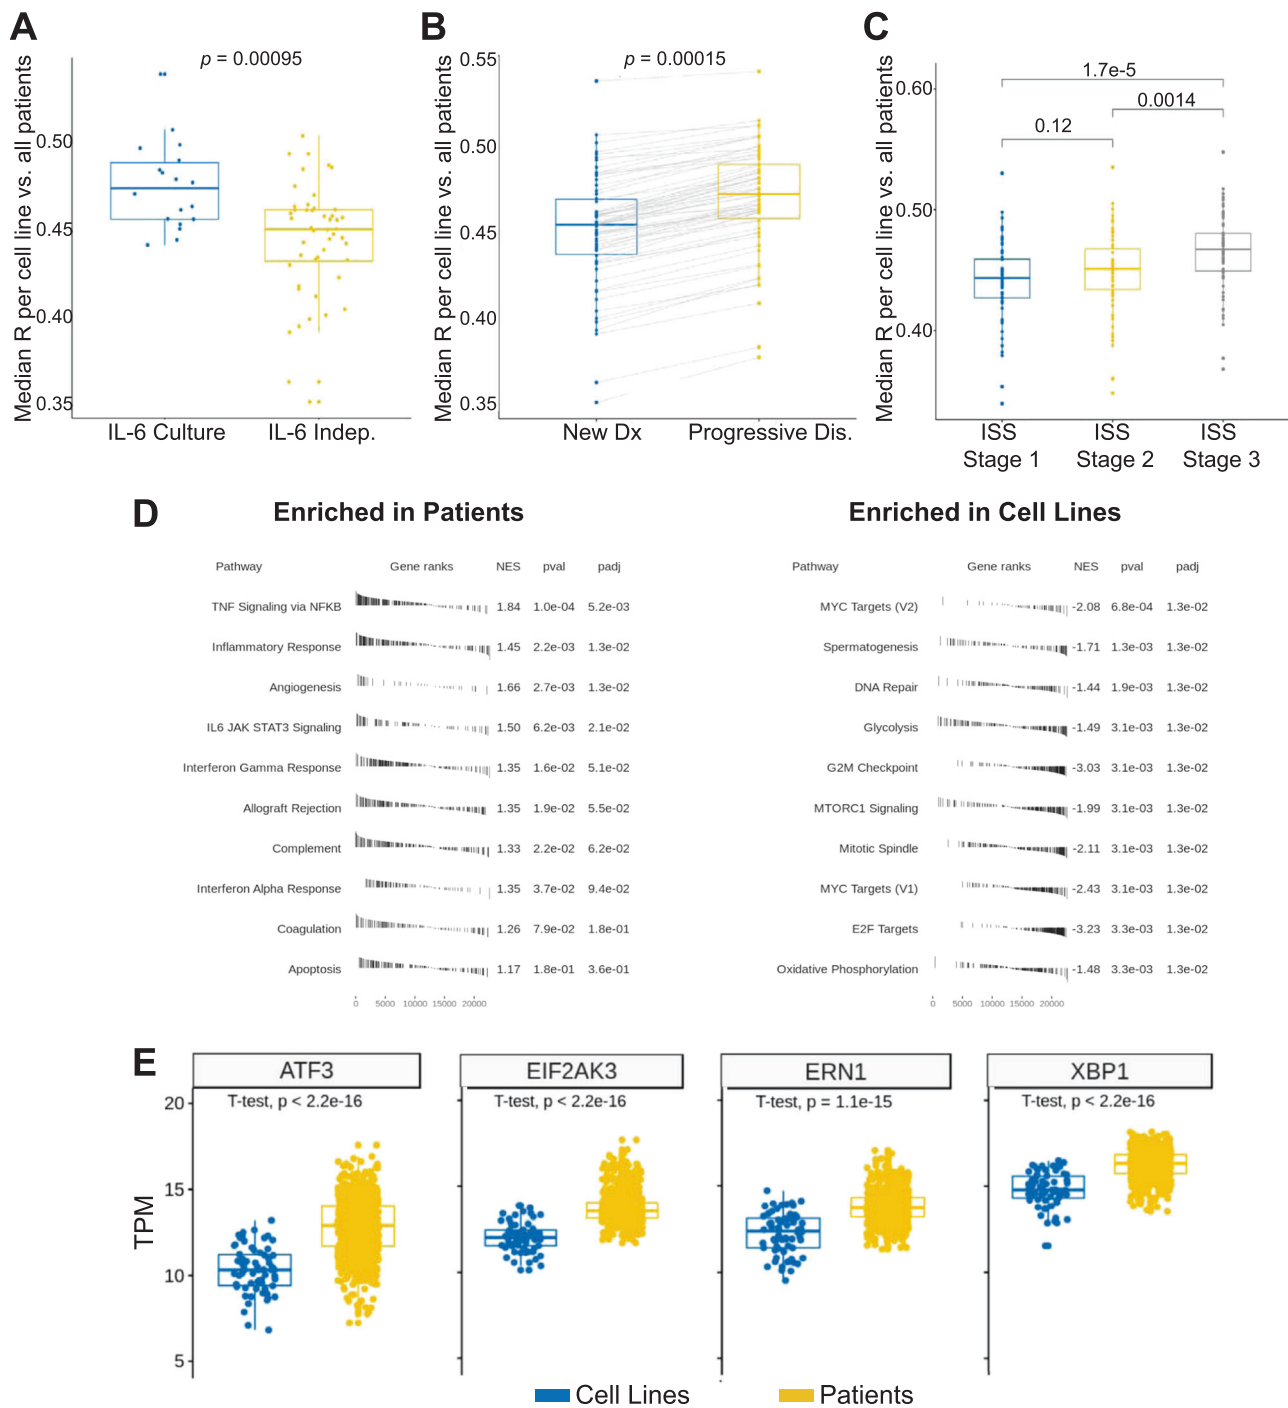 A
p = 0.00095
Median R per cell line vs. all patients
0.50
0.45
0.40
0.35
IL-6 Culture
IL-6 Indep.
B
p = 0.00015
Median R per cell line vs. all patients
0.55
0.50
0.45
0.40
0.35
New Dx
Progressive Dis.
C
Median R per cell line vs. all patients
1.7e-5
0.0014
0.12
0.60
0.50
0.40
ISS Stage 1
ISS Stage 2
ISS Stage 3
D
Enriched in Patients
Pathway Gene ranks NES pval padj
TNF Signaling via NFKB 1.84 1.0e-04 5.2e-03
Inflammatory Response 1.45 2.2e-03 1.3e-02
Angiogenesis 1.66 2.7e-03 1.3e-02
IL6 JAK STAT3 Signaling 1.50 6.2e-03 2.1e-02
Interferon Gamma Response 1.35 1.6e-02 5.1e-02
Allograft Rejection 1.35 1.9e-02 5.5e-02
Complement 1.33 2.2e-02 6.2e-02
Interferon Alpha Response 1.35 3.7e-02 9.4e-02
Coagulation 1.26 7.9e-02 1.8e-01
Apoptosis 1.17 1.8e-01 3.6e-01
0 5000 10000 15000 20000
Enriched in Cell Lines
Pathway Gene ranks NES pval padj
MYC Targets (V2) -2.08 6.8e-04 1.3e-02
Spermatogenesis -1.71 1.3e-03 1.3e-02
DNA Repair -1.44 1.9e-03 1.3e-02
Glycolysis -1.49 3.1e-03 1.3e-02
G2M Checkpoint -3.03 3.1e-03 1.3e-02
MTORC1 Signaling -1.99 3.1e-03 1.3e-02
Mitotic Spindle -2.11 3.1e-03 1.3e-02
MYC Targets (V1) -2.43 3.1e-03 1.3e-02
E2F Targets -3.23 3.3e-03 1.3e-02
Oxidative Phosphorylation -1.48 3.3e-03 1.3e-02
0 5000 10000 15000 20000
E
TPM
20
15
10
5
ATF3
T-test, p < 2.2e-16
EIF2AK3
T-test, p < 2.2e-16
ERN1
T-test, p = 1.1e-15
XBP1
T-test, p < 2.2e-16
Cell Lines
Patients